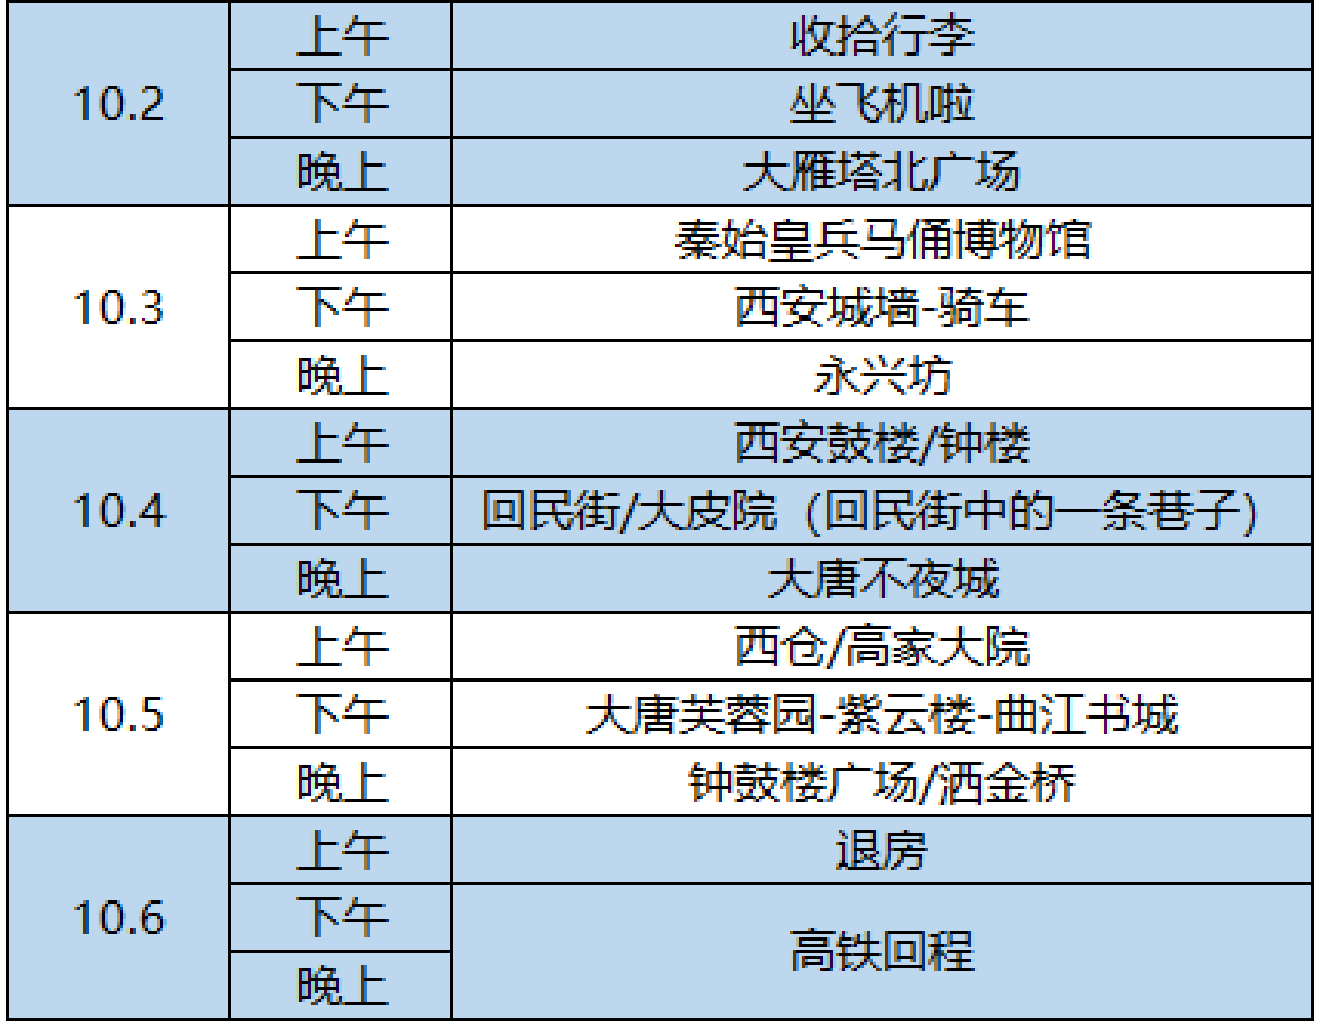 10.2
上午
收拾行李
下午
坐飞机啦
晚上
大雁塔北广场
10.3
上午
秦始皇兵马俑博物馆
下午
西安城墙-骑车
晚上
永兴坊
10.4
上午
西安鼓楼/钟楼
下午
回民街/大皮院（回民街中的一条巷子）
晚上
大唐不夜城
10.5
上午
西仓/高家大院
下午
大唐芙蓉园-紫云楼-曲江书城
晚上
钟鼓楼广场/洒金桥
10.6
上午
退房
下午
高铁回程
晚上